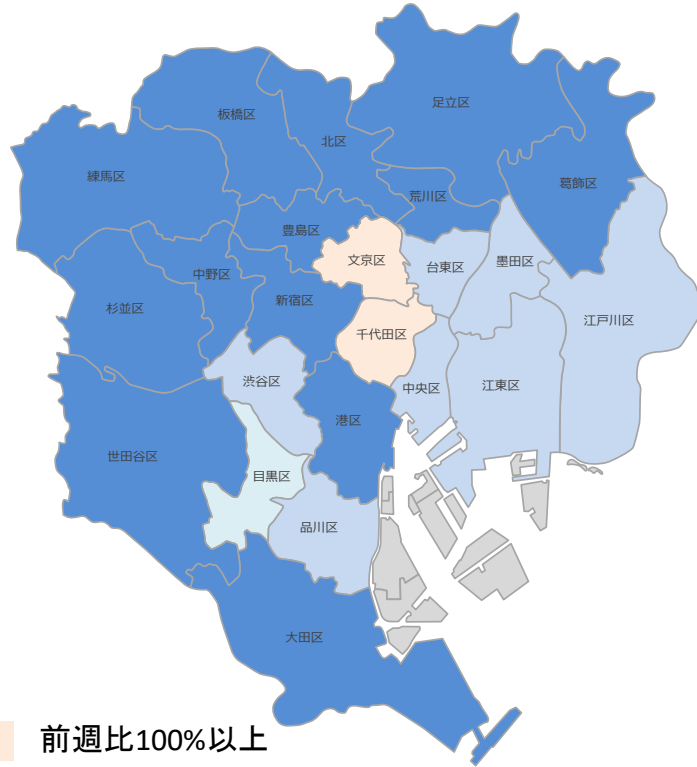 足立区
板橋区
北区
練馬区
葛飾区
荒川区
豊島区
文京区
台東区
墨田区
中野区
新宿区
杉並区
千代田区
江戸川区
渋谷区
中央区
江東区
港区
世田谷区
目黒区
品川区
大田区
前週比100%以上